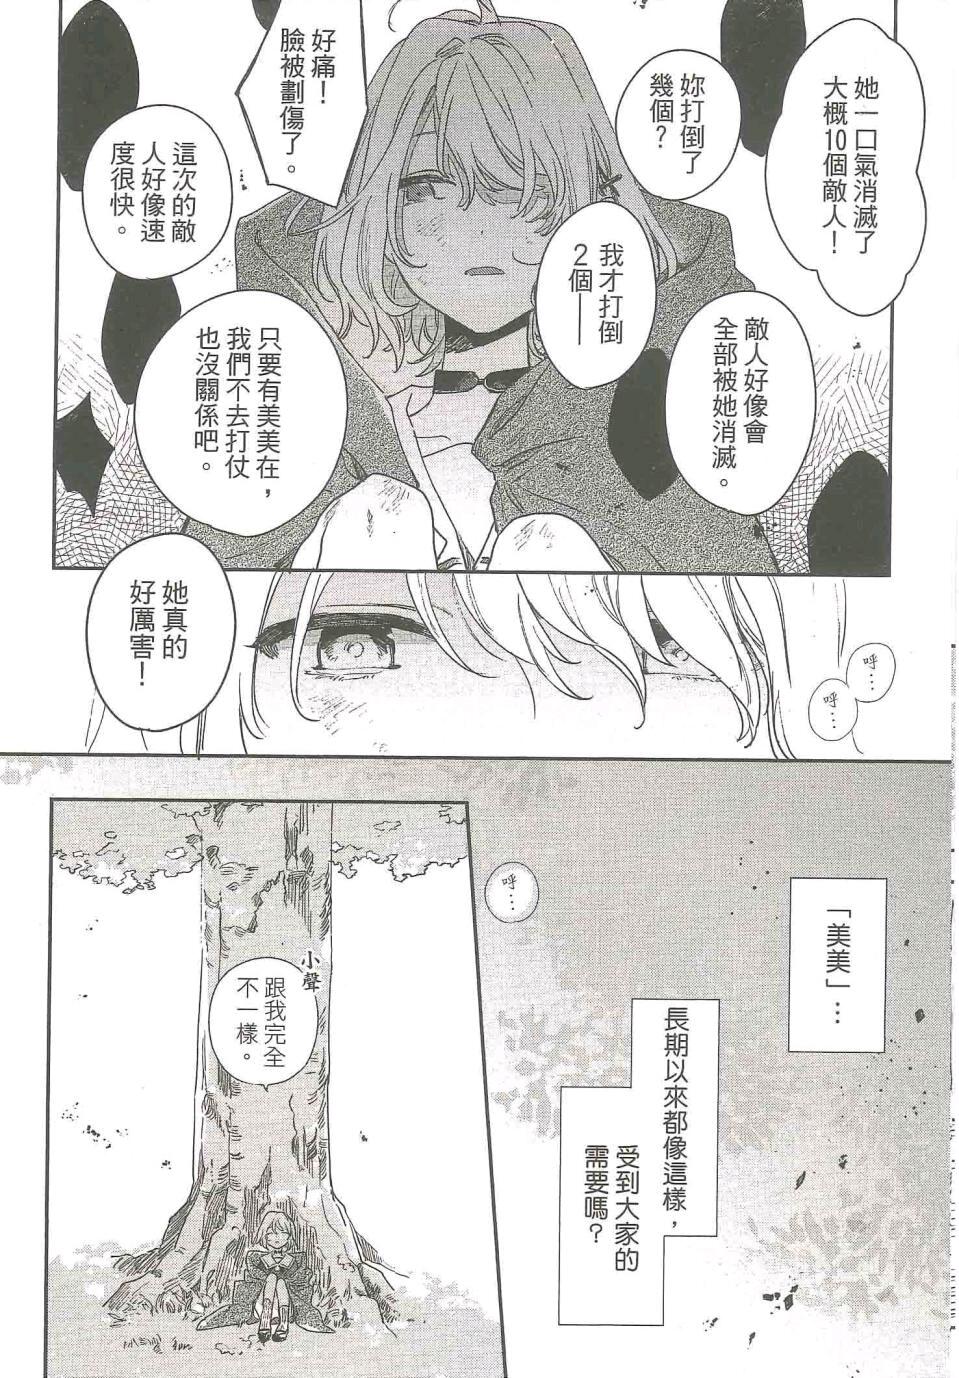 她一口氣消滅了
大概10個敵人！
妳打倒了
幾個？
我才打倒
2個——
敵人好像會
全部被她消滅。
好痛！
臉被劃傷了。
這次的敵
人好像速
度很快。
只要有美美在，
我們不去打仗
也沒關係吧。
她真的
好厲害！
呼…
呼…
呼…
「美美」…
長期以來都像這樣，
受到大家的
需要嗎？
小聲
跟我完全
不一樣。